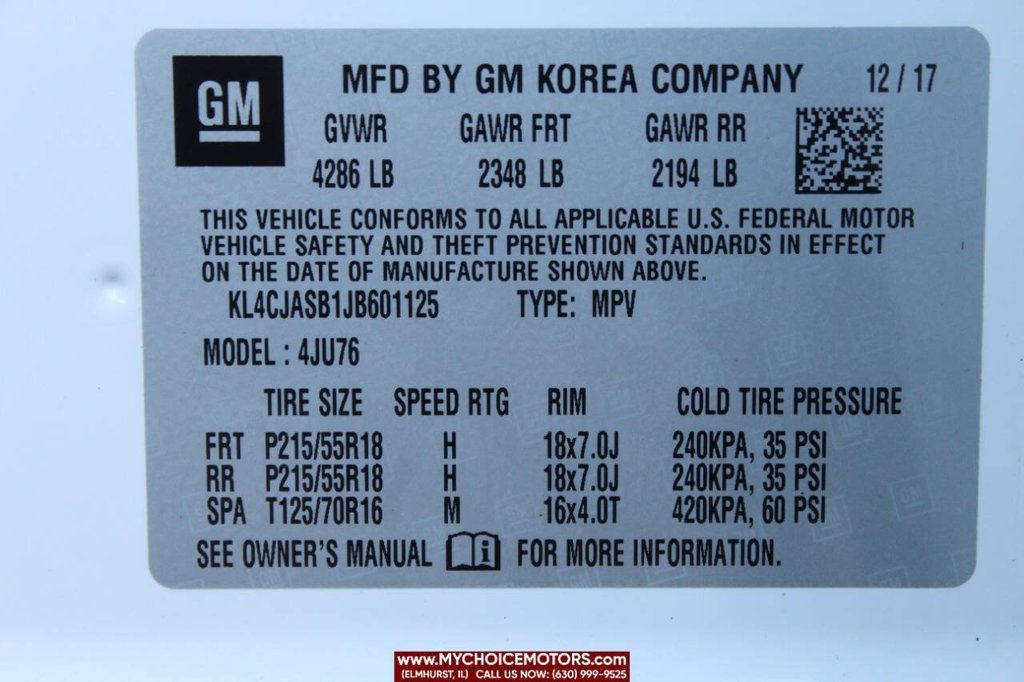 GM
MFD BY GM KOREA COMPANY 12/17
GVWR GAWR FRT GAWR RR
4286 LB 2348 LB 2194 LB
THIS VEHICLE CONFORMS TO ALL APPLICABLE U.S. FEDERAL MOTOR
VEHICLE SAFETY AND THEFT PREVENTION STANDARDS IN EFFECT
ON THE DATE OF MANUFACTURE SHOWN ABOVE.
KL4CJASB1JB601125 TYPE: MPV
MODEL : 4JU76
TIRE SIZE SPEED RTG RIM COLD TIRE PRESSURE
FRT P215/55R18 H 18x7.0J 240KPA, 35 PSI
RR P215/55R18 H 18x7.0J 240KPA, 35 PSI
SPA T125/70R16 M 16x4.0T 420KPA, 60 PSI
SEE OWNER'S MANUAL i FOR MORE INFORMATION.
www.MYCHOICEMOTORS.com
(ELMHURST, IL) CALL US NOW: (630) 999-9525